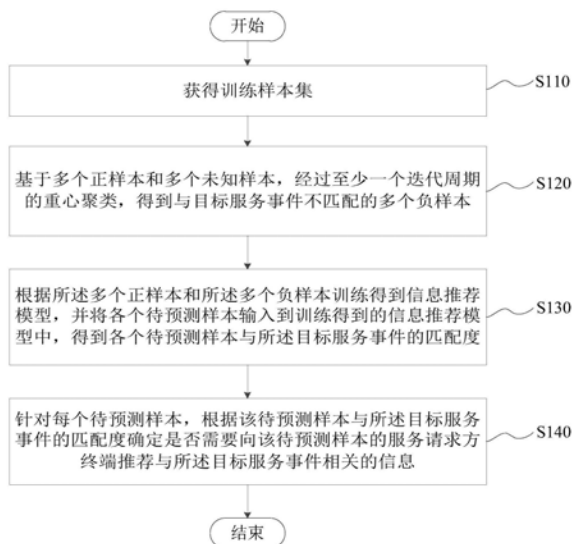 开始
获得训练样本集
S110
基于多个正样本和多个未知样本，经过至少一个迭代周期
的重心聚类，得到与目标服务事件不匹配的多个负样本
S120
根据所述多个正样本和所述多个负样本训练得到信息推荐
模型，并将各个待预测样本输入到训练得到的信息推荐模
型中，得到各个待预测样本与所述目标服务事件的匹配度
S130
针对每个待预测样本，根据该待预测样本与所述目标服务
事件的匹配度确定是否需要向该待预测样本的服务请求方
终端推荐与所述目标服务事件相关的信息
S140
结束